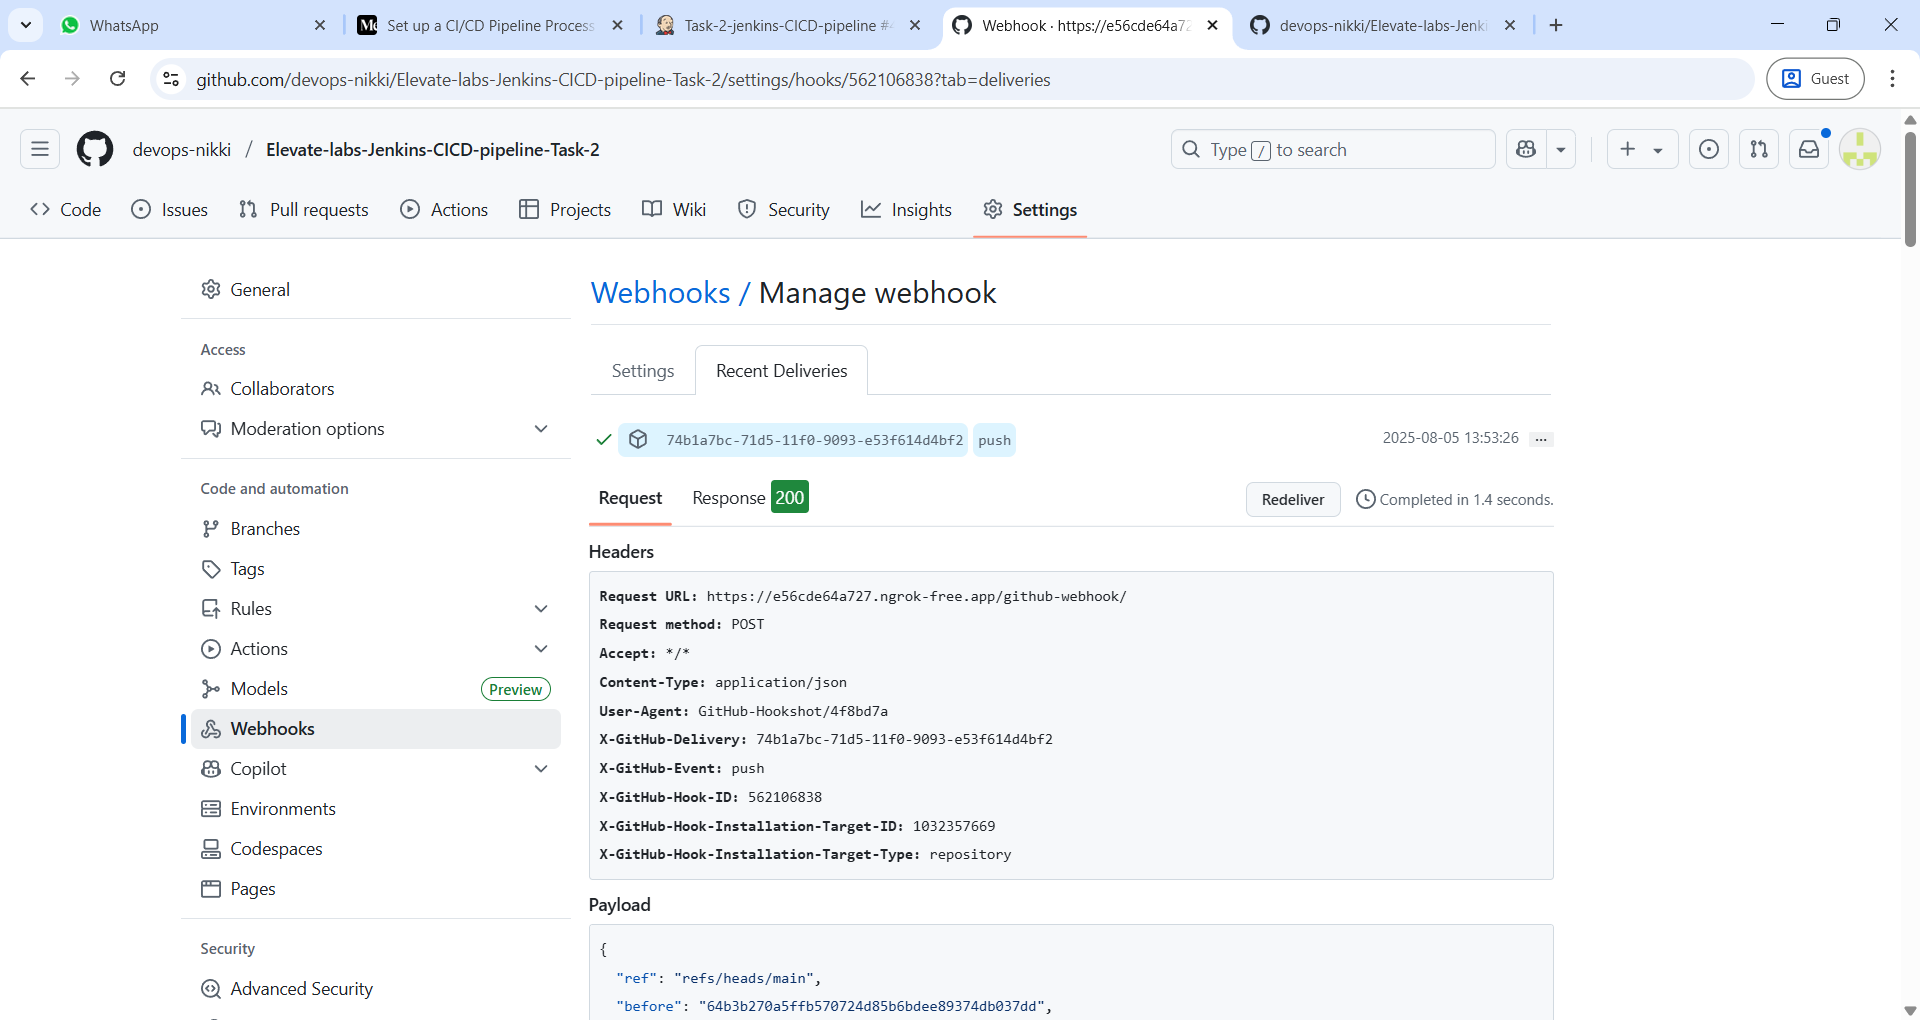 WhatsApp
Set up a CI/CD Pipeline Process
Task-2-jenkins-CICD-pipeline #
Webhook · https://e56cde64a72
devops-nikki/Elevate-labs-Jenki
github.com/devops-nikki/Elevate-labs-Jenkins-CICD-pipeline-Task-2/settings/hooks/562106838?tab=deliveries
Guest
devops-nikki / Elevate-labs-Jenkins-CICD-pipeline-Task-2
Type / to search
Code
Issues
Pull requests
Actions
Projects
Wiki
Security
Insights
Settings
General
Access
Collaborators
Moderation options
Code and automation
Branches
Tags
Rules
Actions
Models Preview
Webhooks
Copilot
Environments
Codespaces
Pages
Security
Advanced Security
Webhooks / Manage webhook
Settings
Recent Deliveries
74b1a7bc-71d5-11f0-9093-e53f614d4bf2 push
2025-08-05 13:53:26 ...
Request
Response 200
Redeliver
Completed in 1.4 seconds.
Headers
Request URL: https://e56cde64a727.ngrok-free.app/github-webhook/
Request method: POST
Accept: */*
Content-Type: application/json
User-Agent: GitHub-Hookshot/4f8bd7a
X-GitHub-Delivery: 74b1a7bc-71d5-11f0-9093-e53f614d4bf2
X-GitHub-Event: push
X-GitHub-Hook-ID: 562106838
X-GitHub-Hook-Installation-Target-ID: 1032357669
X-GitHub-Hook-Installation-Target-Type: repository
Payload
{
"ref": "refs/heads/main",
"before": "64b3b270a5ffb570724d85b6bdee89374db037dd",